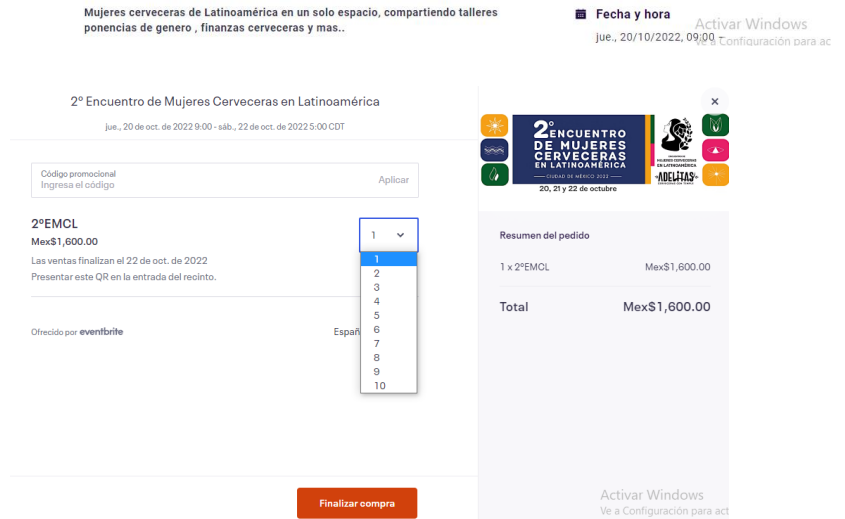 Mujeres cerveceras de Latinoamérica en un solo espacio, compartiendo talleres
ponencias de genero , finanzas cerveceras y mas..
Fecha y hora
jue., 20/10/2022, 09:00 –
Activar Windows
Ve a Configuración para ac
2º Encuentro de Mujeres Cerveceras en Latinoamérica
jue., 20 de oct. de 2022 9:00 - sáb., 22 de oct. de 2022 5:00 CDT
Código promocional
Ingresa el código
Aplicar
2ºEMCL
Mex$1,600.00
Las ventas finalizan el 22 de oct. de 2022
Presentar este QR en la entrada del recinto.
1
1
2
3
4
5
6
7
8
9
10
Ofrecido por eventbrite
Españ
Finalizar compra
×
2º ENCUENTRO
DE MUJERES
CERVECERAS
EN LATINOAMÉRICA
CIUDAD DE MÉXICO 2022
MUJERES CERVECERAS
EN LATINOAMÉRICA
ADELITAS
20, 21 y 22 de octubre
Resumen del pedido
1 x 2ºEMCL
Mex$1,600.00
Total
Mex$1,600.00
Activar Windows
Ve a Configuración para act